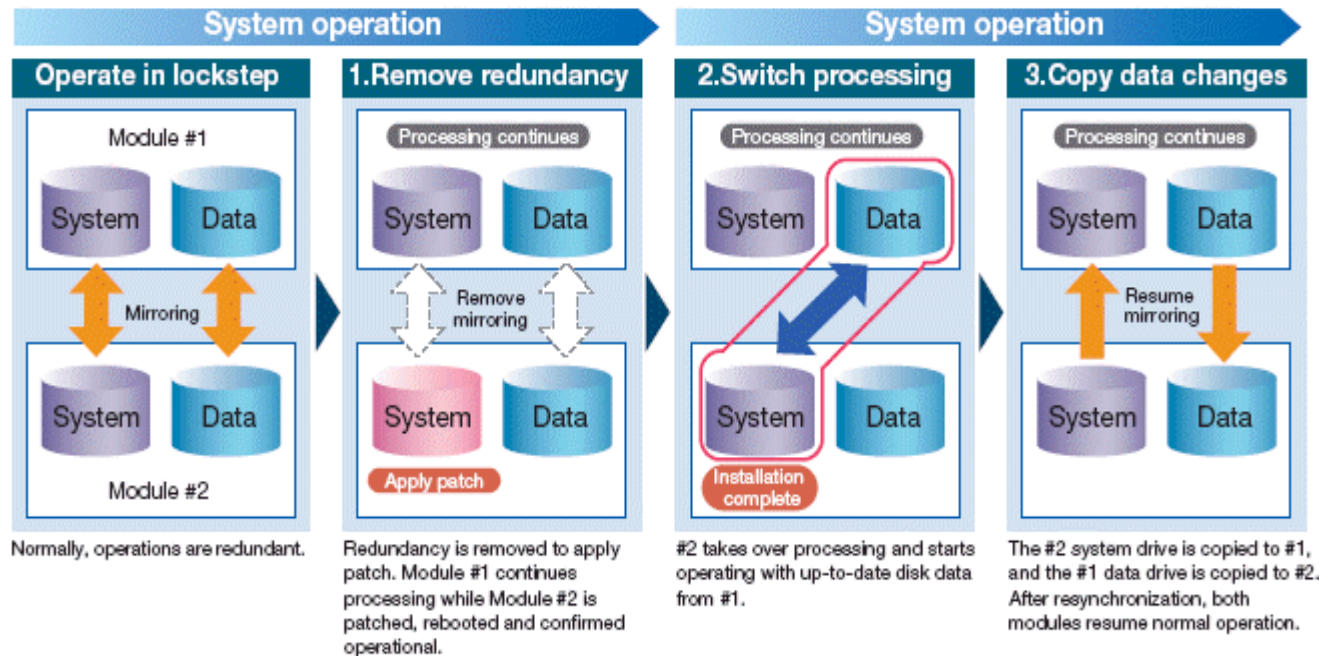 System operation
System operation
Operate in lockstep
Module #1
System
Data
Mirroring
System
Data
Module #2
Normally, operations are redundant.
1.Remove redundancy
Processing continues
System
Data
Remove
mirroring
System
Data
Apply patch
Redundancy is removed to apply
patch. Module #1 continues
processing while Module #2 is
patched, rebooted and confirmed
operational.
2.Switch processing
Processing continues
System
Data
System
Data
Installation
complete
#2 takes over processing and starts
operating with up-to-date disk data
from #1.
3.Copy data changes
Processing continues
System
Data
Resume
mirroring
System
Data
The #2 system drive is copied to #1,
and the #1 data drive is copied to #2.
After resynchronization, both
modules resume normal operation.